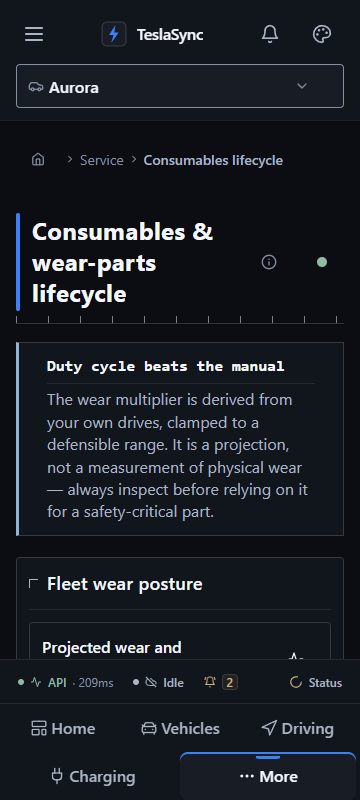 TeslaSync
Aurora
Service
Consumables lifecycle
Consumables &
wear-parts
lifecycle
Duty cycle beats the manual
The wear multiplier is derived from
your own drives, clamped to a
defensible range. It is a projection,
not a measurement of physical wear
— always inspect before relying on it
for a safety-critical part.
Fleet wear posture
Projected wear and
API · 209ms
Idle
2
Status
Home
Vehicles
Driving
Charging
More